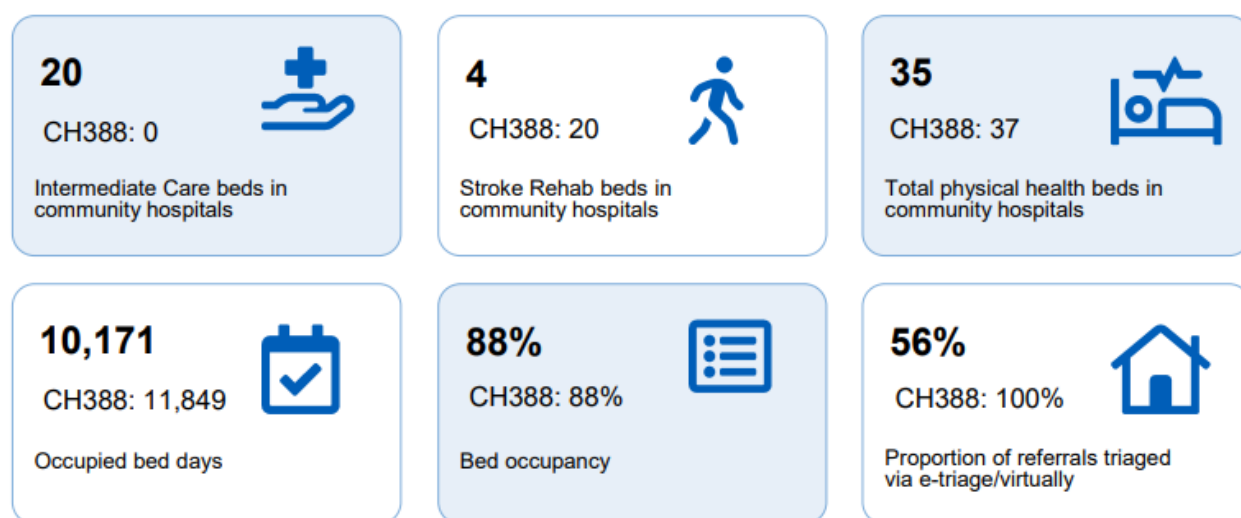 20
CH388: 0
Intermediate Care beds in
community hospitals
4
CH388: 20
Stroke Rehab beds in
community hospitals
35
CH388: 37
Total physical health beds in
community hospitals
10,171
CH388: 11,849
Occupied bed days
88%
CH388: 88%
Bed occupancy
56%
CH388: 100%
Proportion of referrals triaged
via e-triage/virtually